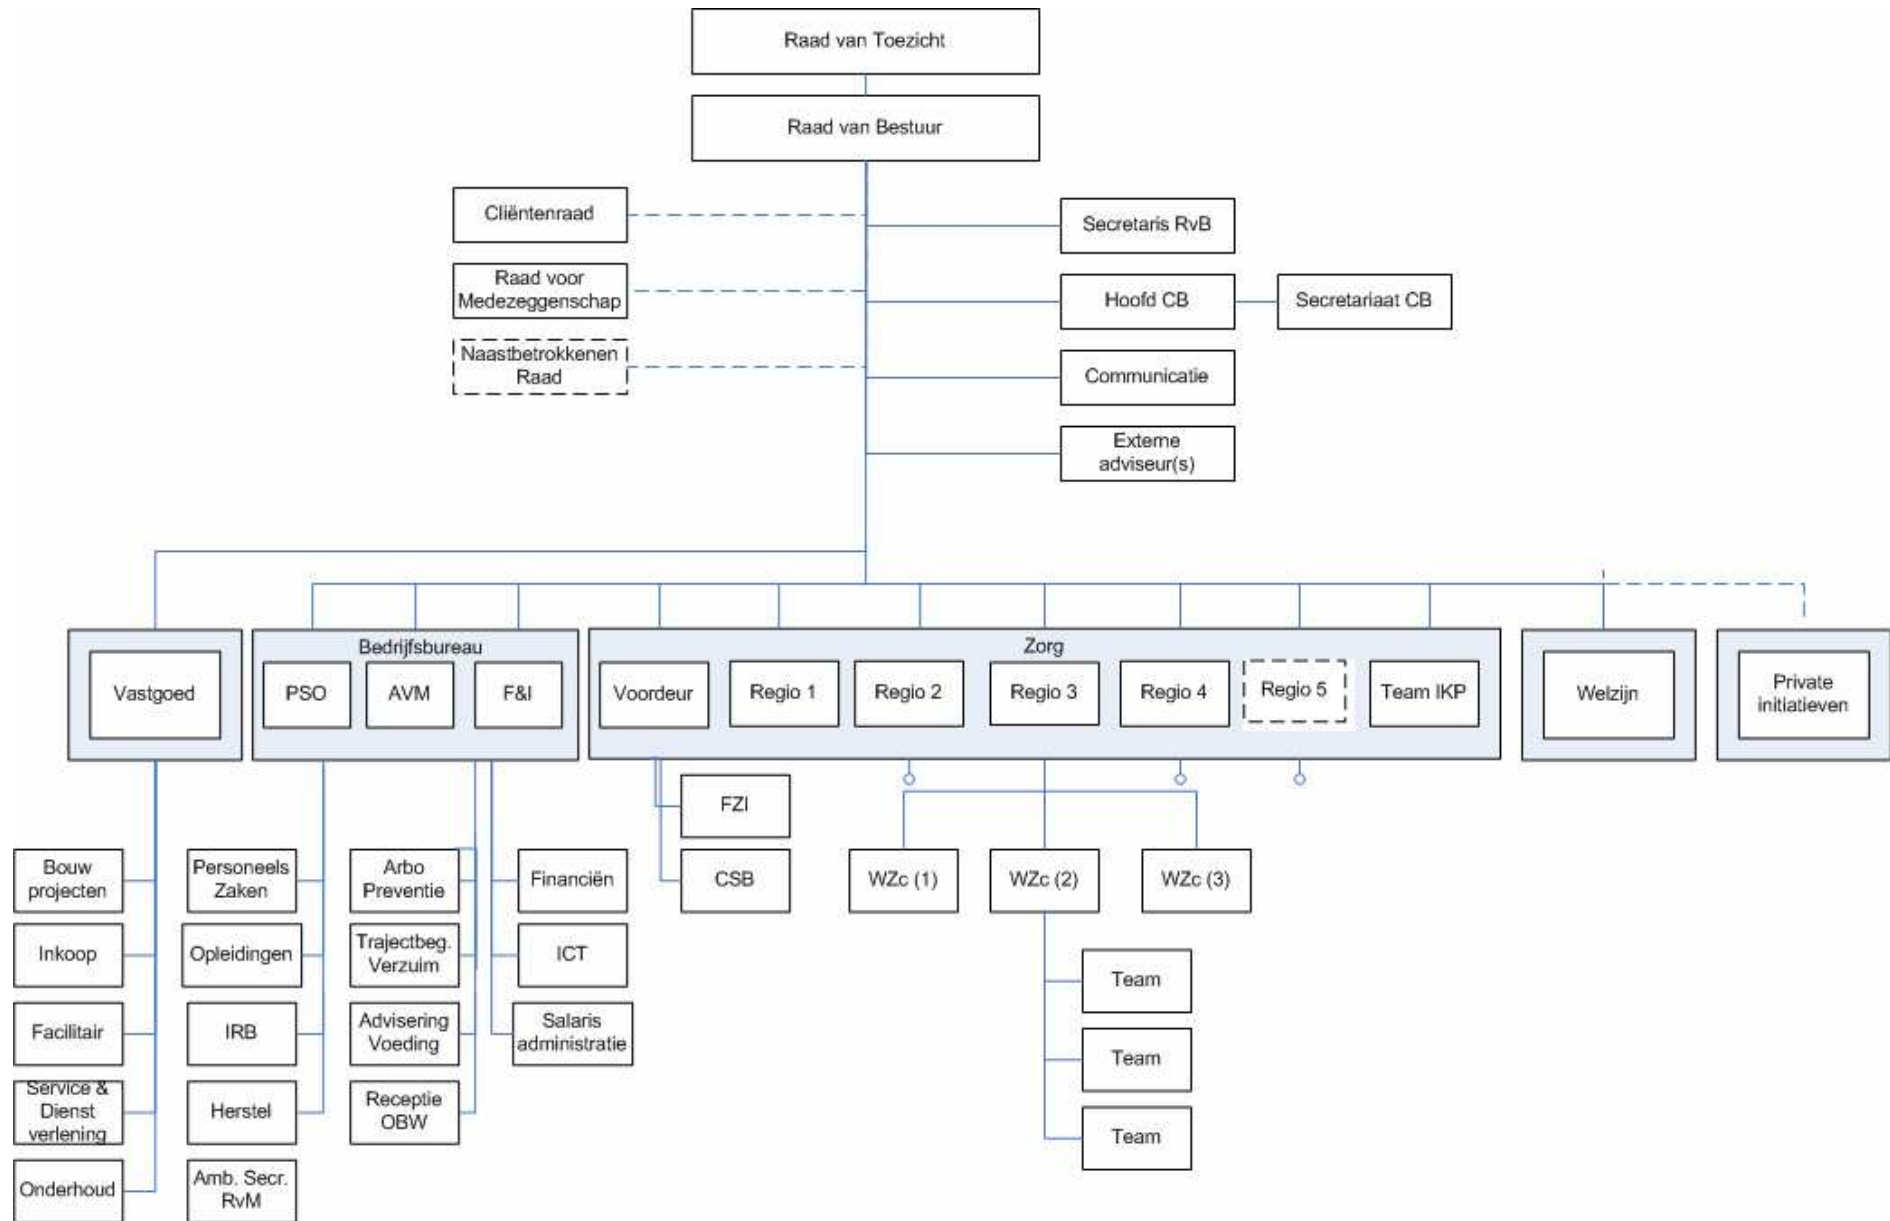 Raad van Toezicht
Raad van Bestuur
Cliëntenraad
Secretaris RvB
Raad voor
Medezeggenschap
Hoofd CB
Secretariaat CB
Naastbetrokkenen
Raad
Communicatie
Externe
adviseur(s)
Vastgoed
Bedrijfsbureau
PSO
AVM
F&I
Zorg
Voordeur
Regio 1
Regio 2
Regio 3
Regio 4
Regio 5
Team IKP
Welzijn
Private
initiatieven
Bouw
projecten
Inkoop
Facilitair
Service &
Dienst
verlening
Onderhoud
Personeels
Zaken
Opleidingen
IRB
Herstel
Amb. Secr.
RvM
Arbo
Preventie
Trajectbeg.
Verzuim
Advisering
Voeding
Receptie
OBW
Financiën
ICT
Salaris
administratie
FZI
CSB
WZc (1)
WZc (2)
WZc (3)
Team
Team
Team